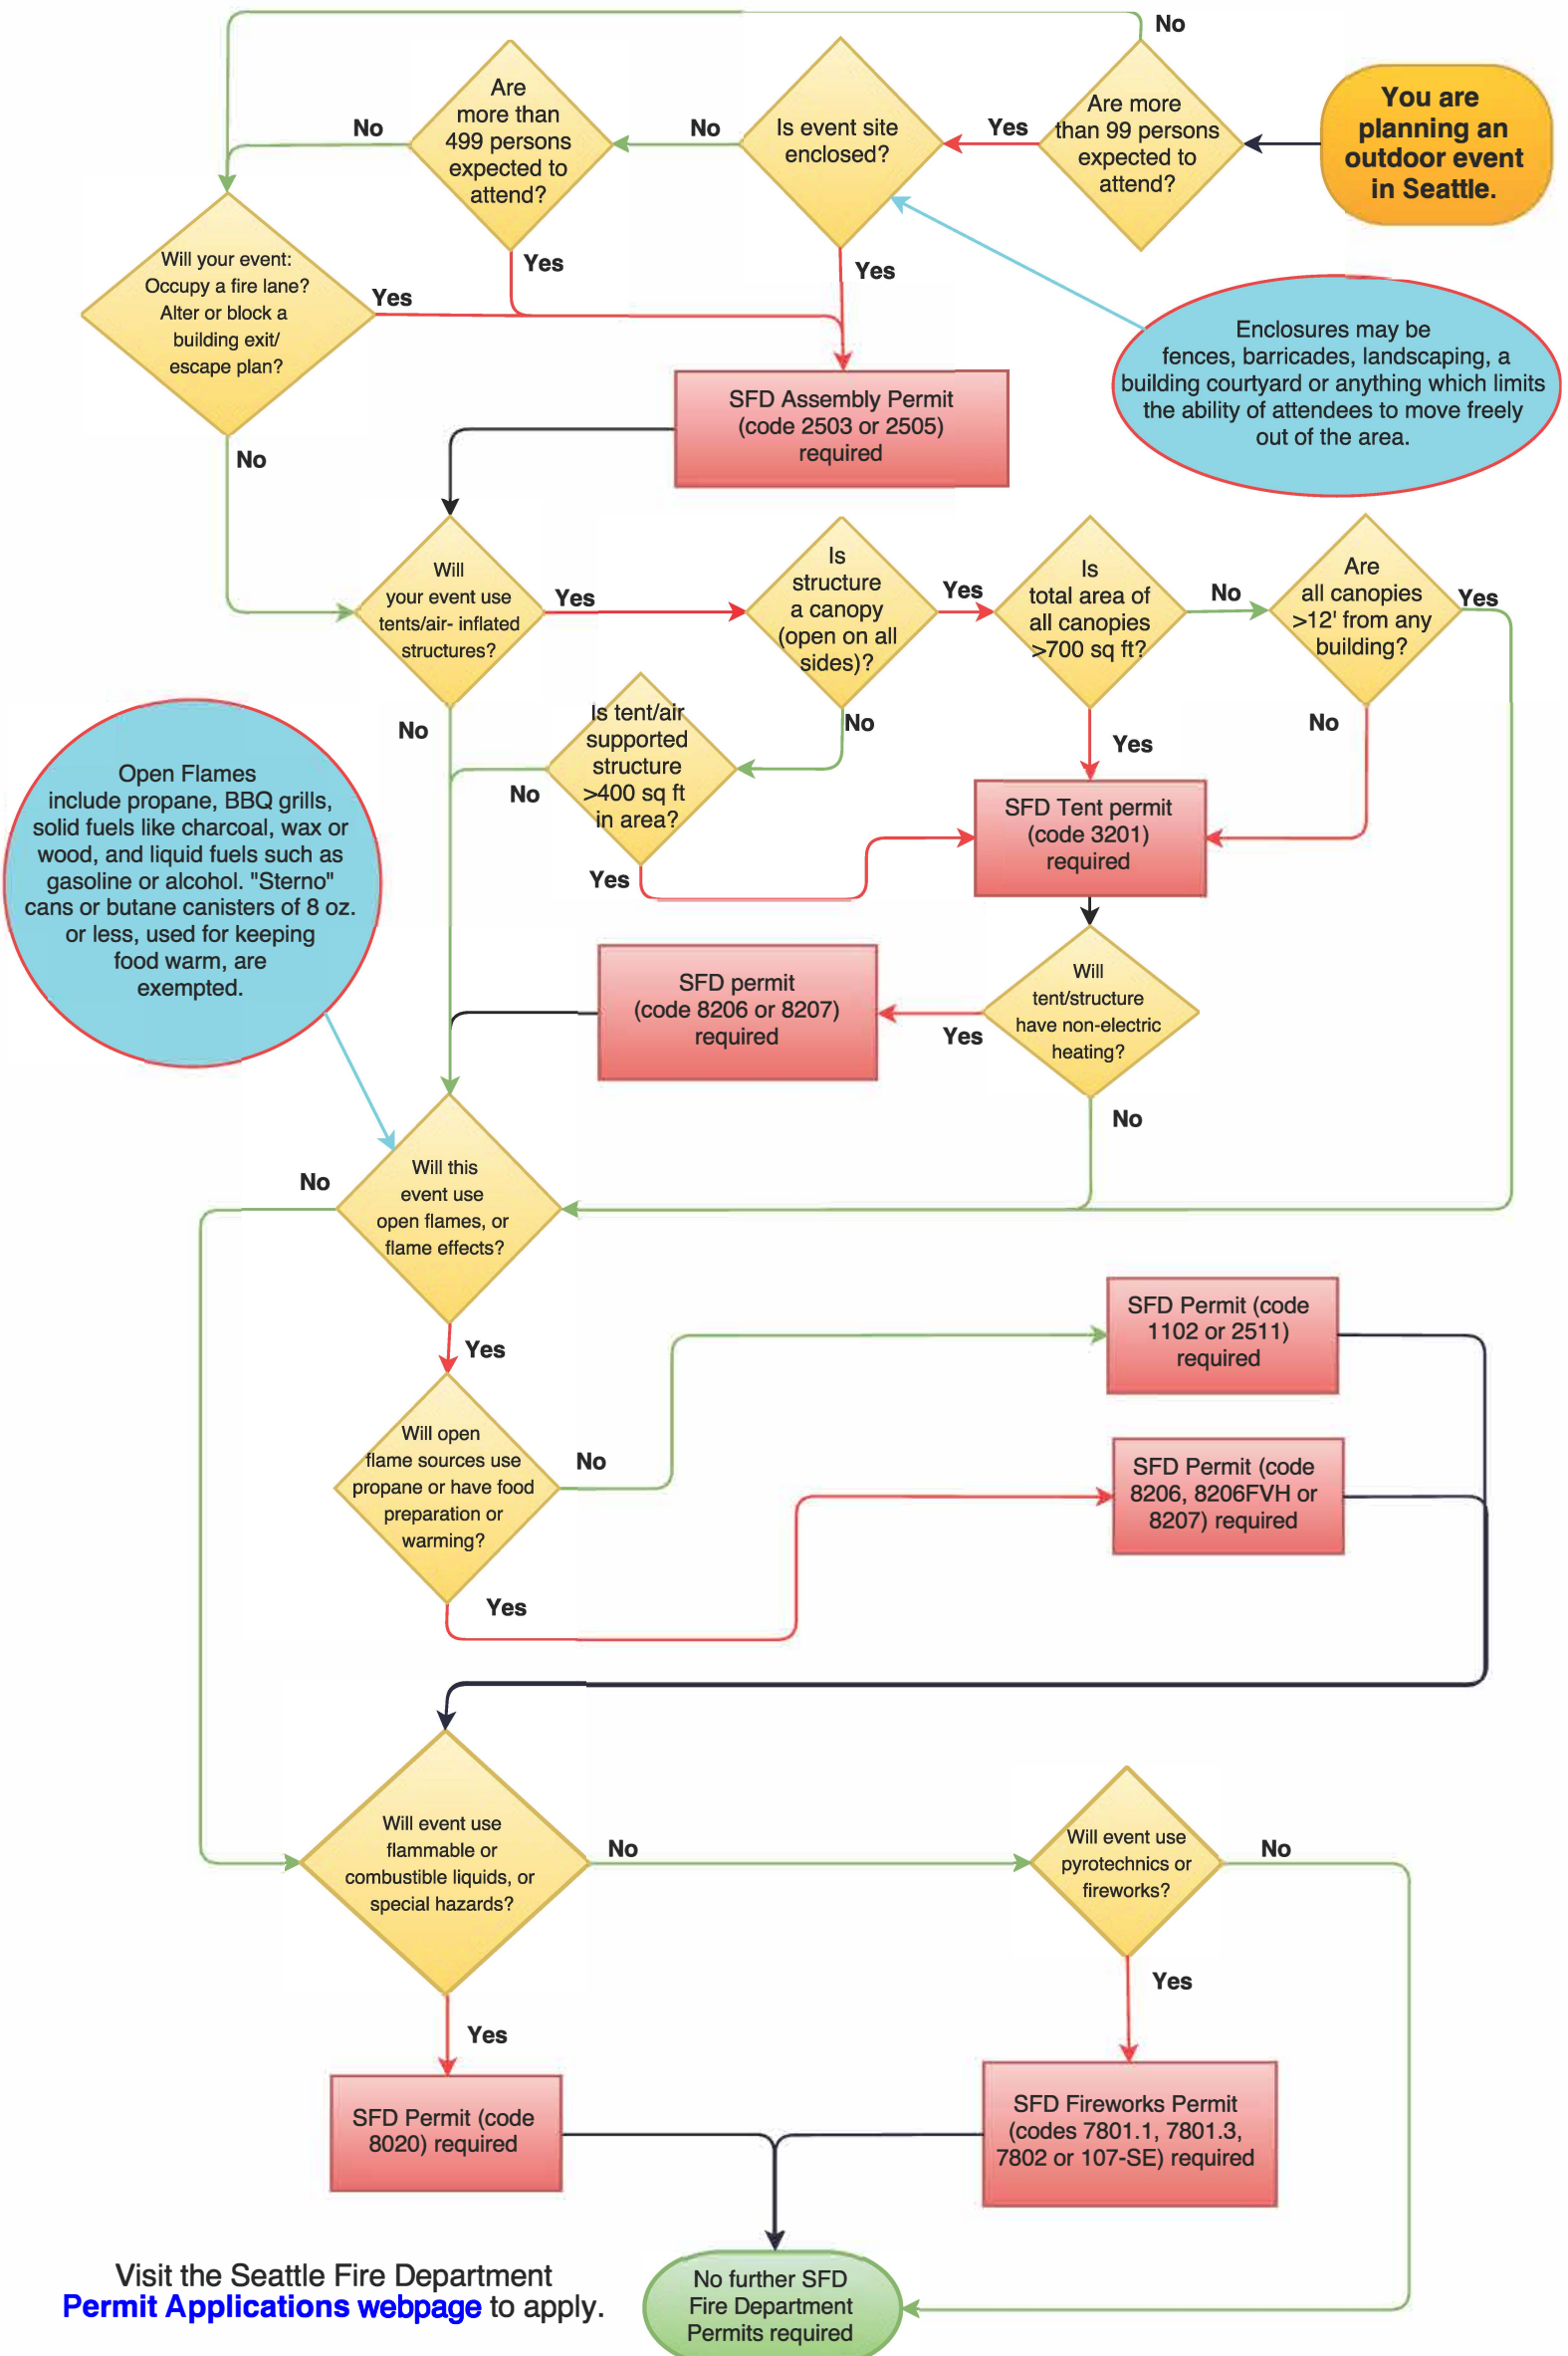 No
You are
planning an
outdoor event
in Seattle.
Are more
than 99 persons
expected to
attend?
Yes
Is event site
enclosed?
No
Are
more than
499 persons
expected to
attend?
No
Yes
Yes
Will your event:
Occupy a fire lane?
Alter or block a
building exit/
escape plan?
Yes
No
Enclosures may be
fences, barricades, landscaping, a
building courtyard or anything which limits
the ability of attendees to move freely
out of the area.
SFD Assembly Permit
(code 2503 or 2505)
required
Will
your event use
tents/air- inflated
structures?
Yes
No
Is
structure
a canopy
(open on all
sides)?
Yes
No
Is
total area of
all canopies
>700 sq ft?
No
Yes
Are
all canopies
>12' from any
building?
Yes
No
Is tent/air
supported
structure
>400 sq ft
in area?
No
Yes
SFD Tent permit
(code 3201)
required
Open Flames
include propane, BBQ grills,
solid fuels like charcoal, wax or
wood, and liquid fuels such as
gasoline or alcohol. "Sterno"
cans or butane canisters of 8 oz.
or less, used for keeping
food warm, are
exempted.
SFD permit
(code 8206 or 8207)
required
Will
tent/structure
have non-electric
heating?
Yes
No
Will this
event use
open flames, or
flame effects?
No
Yes
SFD Permit (code
1102 or 2511)
required
Will open
flame sources use
propane or have food
preparation or
warming?
No
Yes
SFD Permit (code
8206, 8206FVH or
8207) required
Will event use
flammable or
combustible liquids, or
special hazards?
No
Yes
Will event use
pyrotechnics or
fireworks?
No
Yes
SFD Permit (code
8020) required
SFD Fireworks Permit
(codes 7801.1, 7801.3,
7802 or 107-SE) required
No further SFD
Fire Department
Permits required
Visit the Seattle Fire Department
Permit Applications webpage to apply.